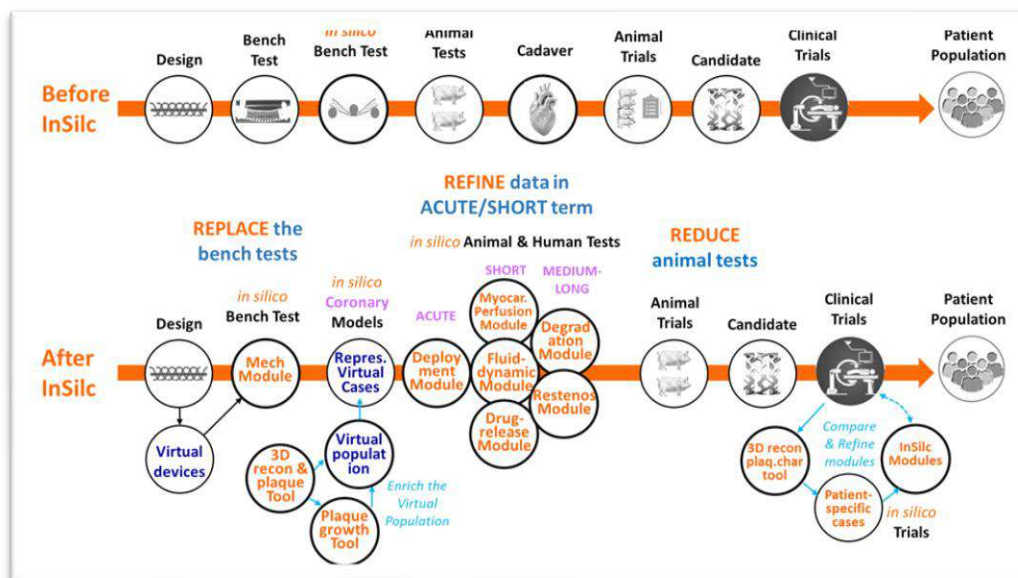 in silico
Bench Test
Design
Bench
Test
Animal
Tests
Cadaver
Animal
Trials
Candidate
Clinical
Trials
Patient
Population
Before
InSilc
REFINE data in
ACUTE/SHORT term
REPLACE the
bench tests
in silico Animal & Human Tests
REDUCE
animal tests
in silico
Bench Test
in silico
Coronary
Models
ACUTE
SHORT
MEDIUM-
LONG
Design
Animal
Trials
Candidate
Clinical
Trials
Patient
Population
After
InSilc
Mech
Module
Repres.
Virtual
Cases
Deploy
ment
Module
Myocar.
Perfusion
Module
Fluid-
dynamic
Module
Drug-
release
Module
Degrad
ation
Module
Restenos
Module
Virtual
devices
3D
recon &
plaque Tool
Virtual
populat
ion
Plaque
growth
Tool
Enrich the
Virtual
Population
3D recon
plaq.char
tool
Compare
& Refine
modules
InSilc
Modules
Patient-
specific
cases
in silico
Trials